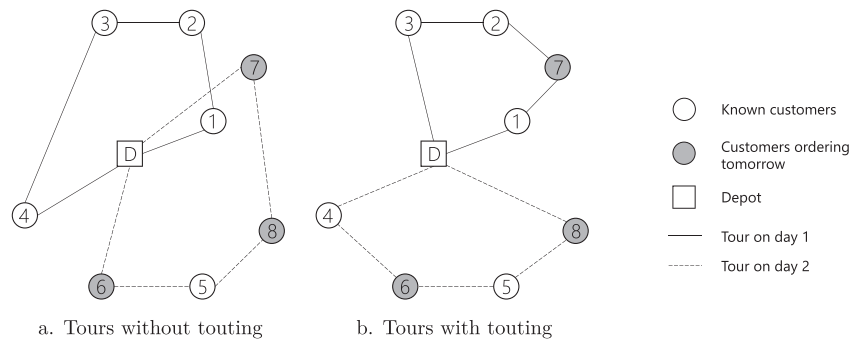 3 2
7
1
D
4
8
6 5
a. Tours without touting
3 2
7
1
D
4
8
6 5
b. Tours with touting
Known customers
Customers ordering
tomorrow
Depot
Tour on day 1
Tour on day 2